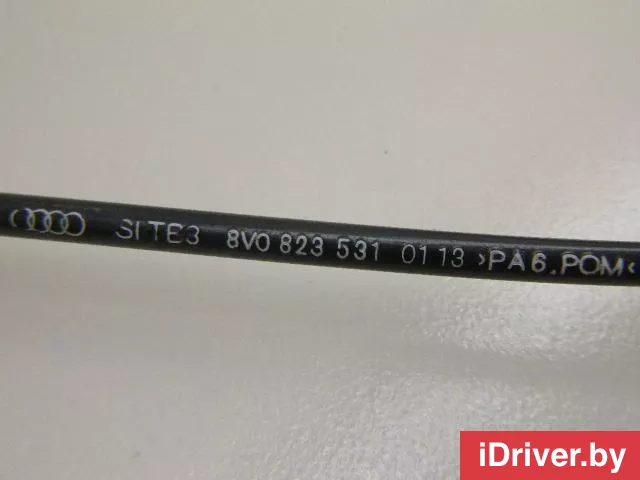 SITE3 8V0 823 531 0113 >PA6.POM<
iDriver.by